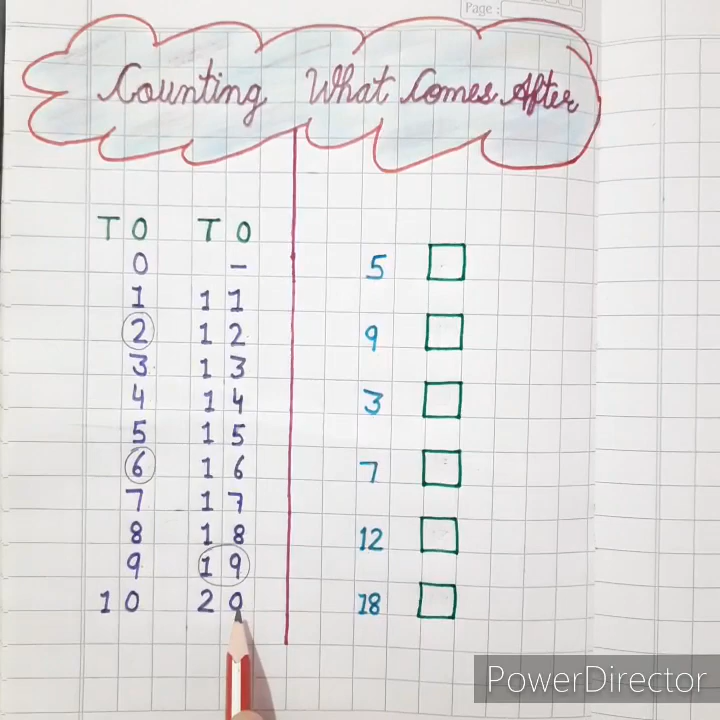 Page :
Counting What Comes After
T O T O
0 –
1 1 1
2 1 2
3 1 3
4 1 4
5 1 5
6 1 6
7 1 7
8 1 8
9 1 9
1 0 2 0
5
9
3
7
12
18
PowerDirector